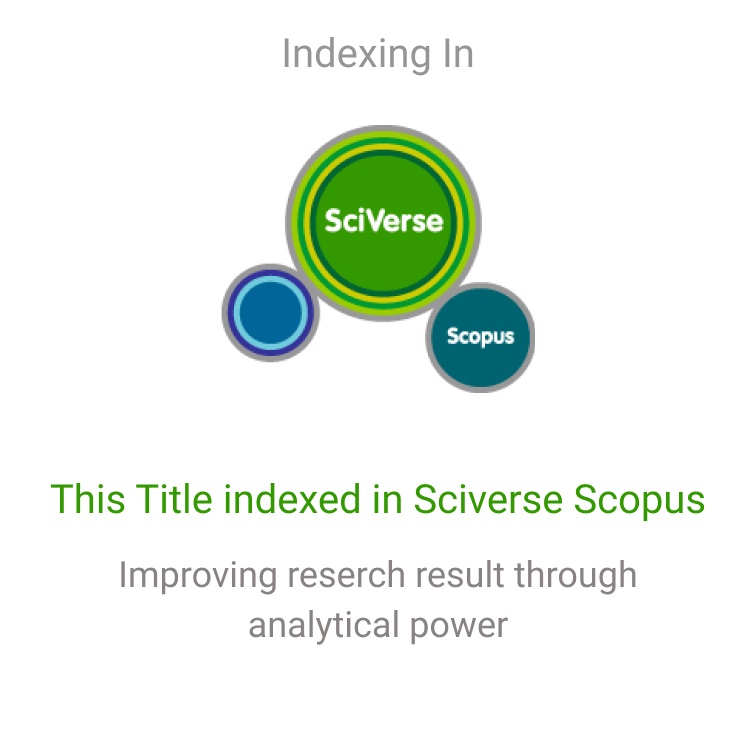 Indexing In
SciVerse
Scopus
This Title indexed in Sciverse Scopus
Improving reserch result through
analytical power